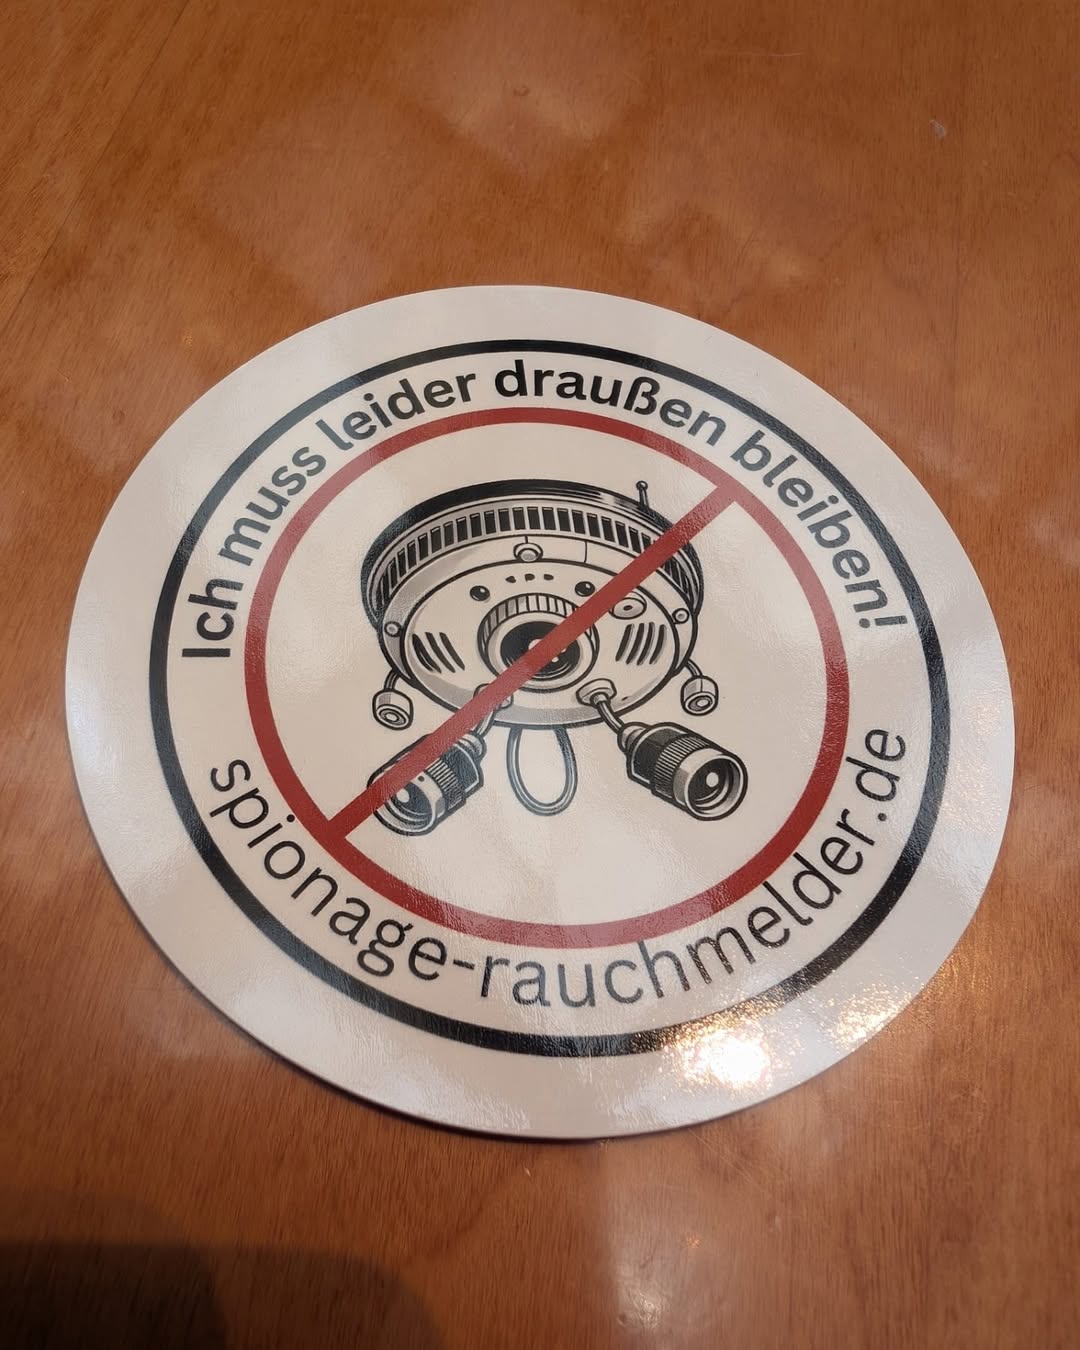 Ich muss leider draußen bleiben!
spionage-rauchmelder.de